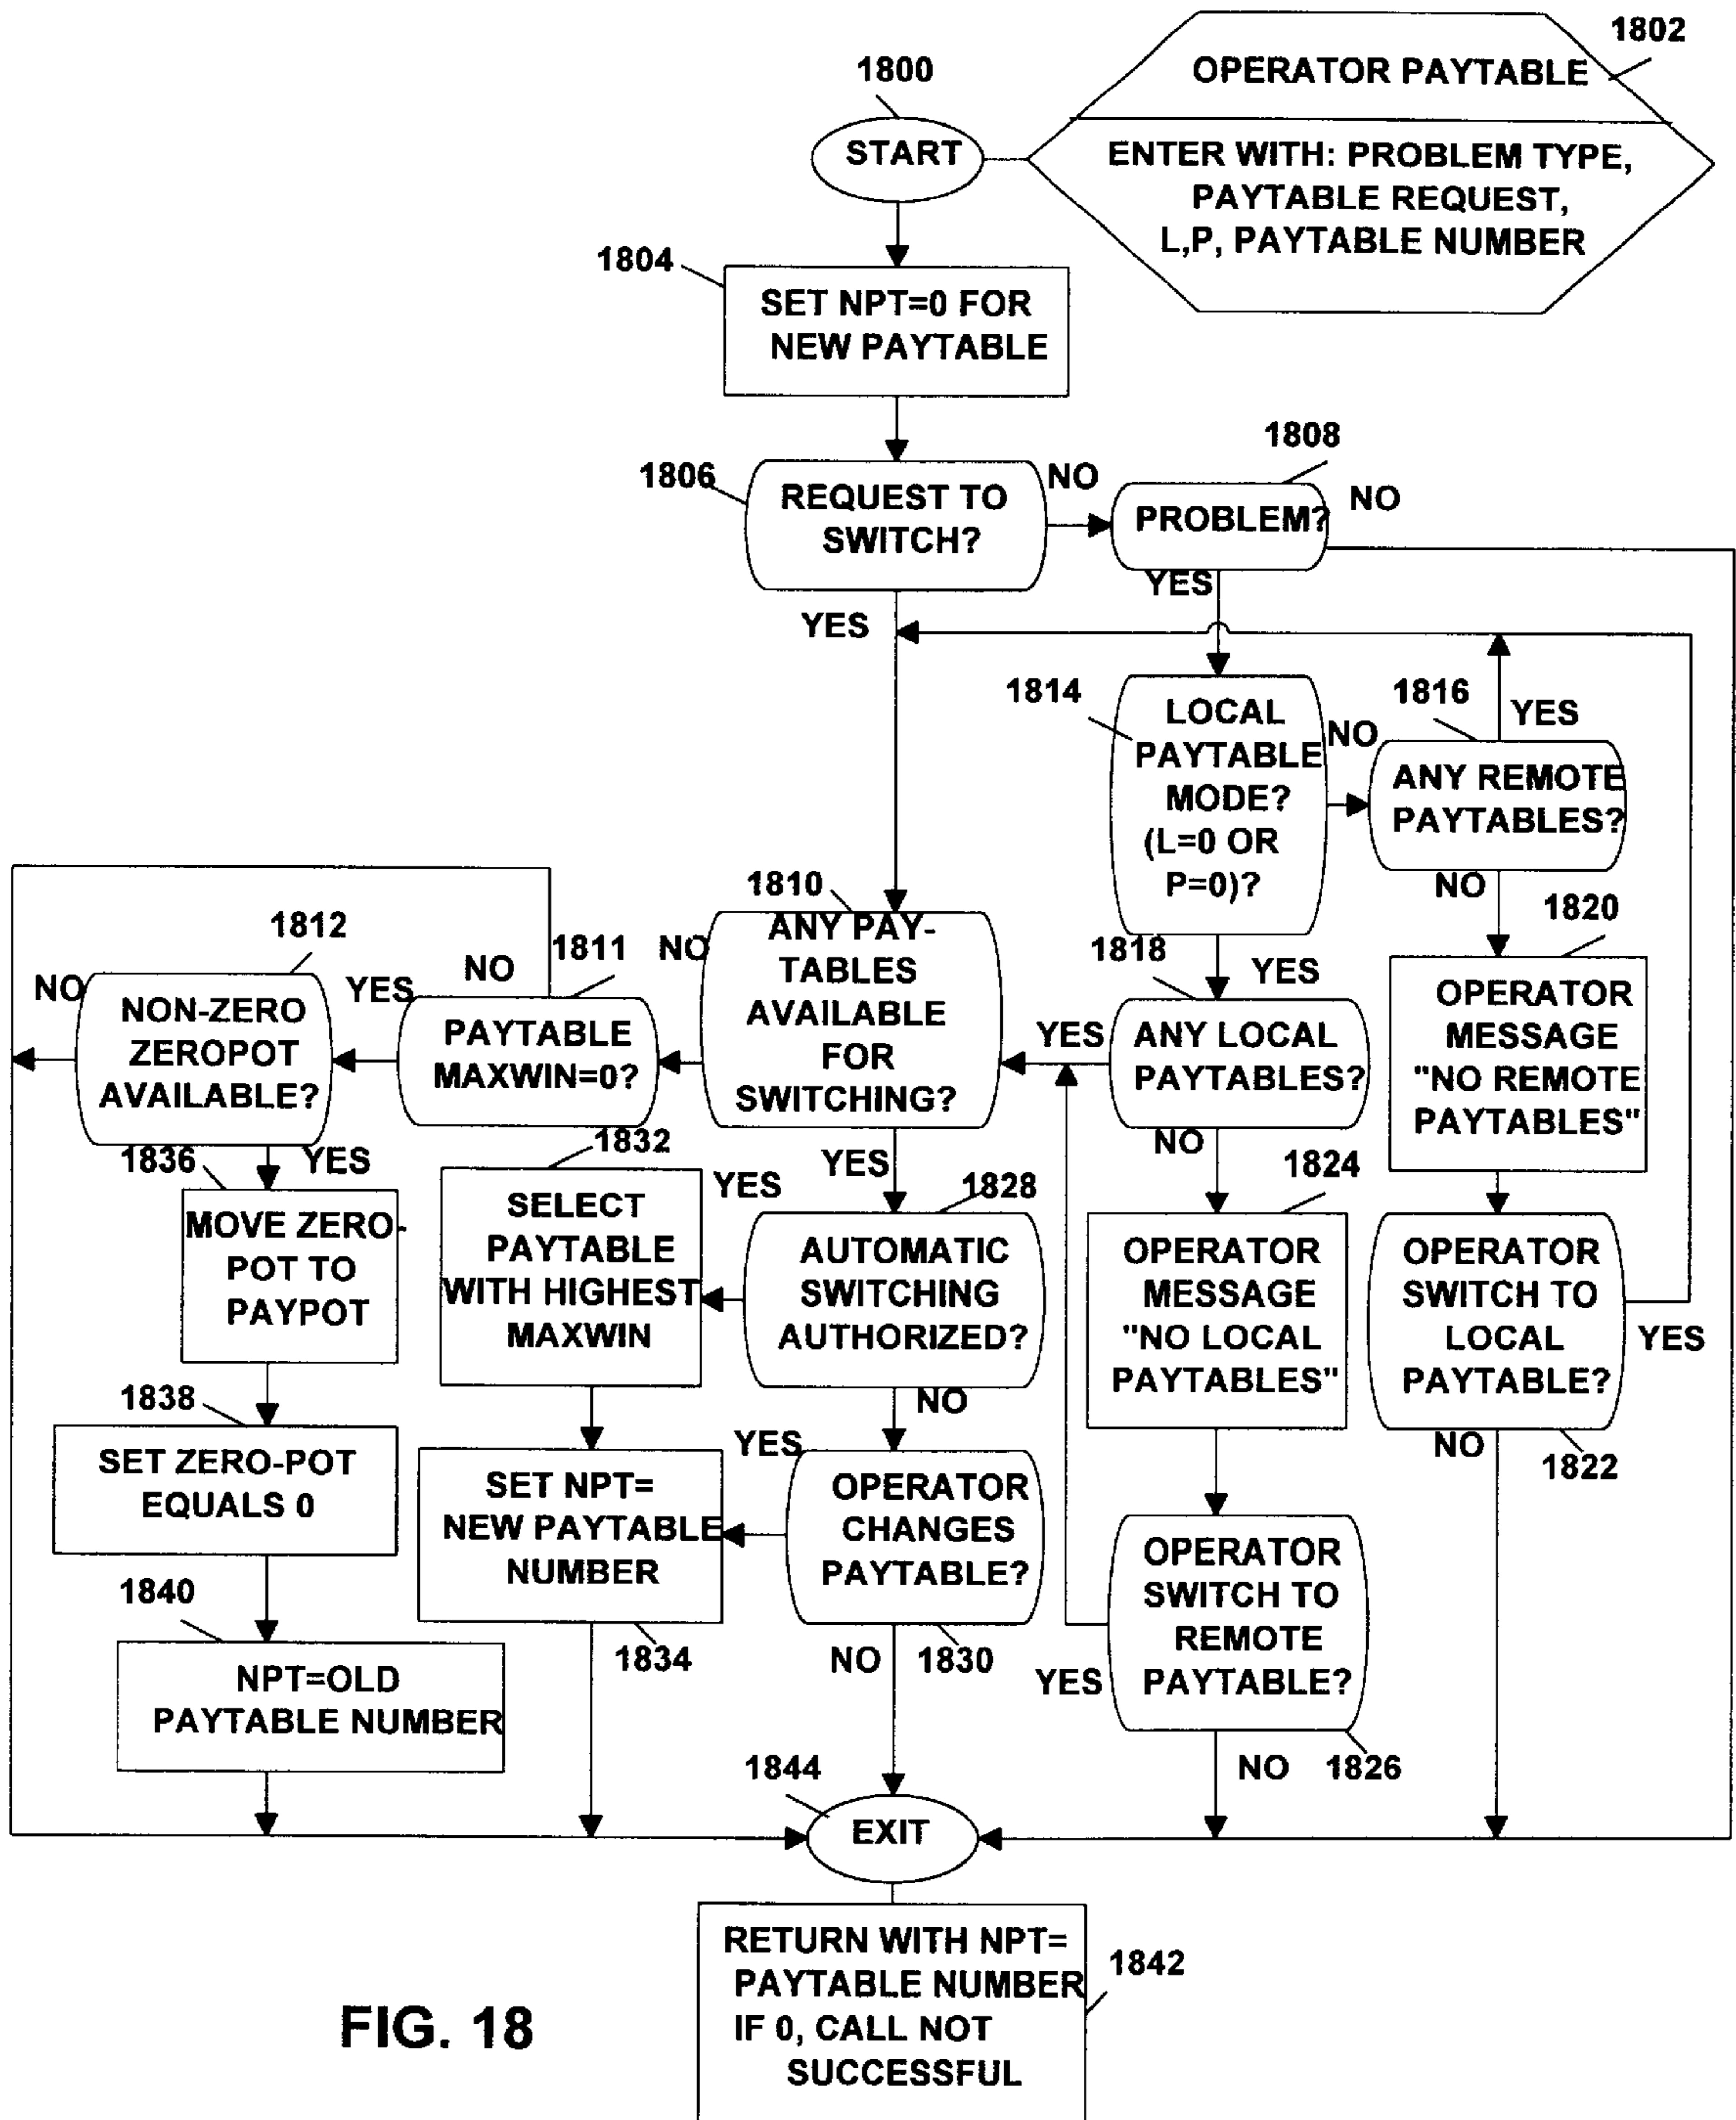 1802
OPERATOR PAYTABLE
ENTER WITH: PROBLEM TYPE,
PAYTABLE REQUEST,
L,P, PAYTABLE NUMBER
1800
START
1804
SET NPT=0 FOR
NEW PAYTABLE
1806
REQUEST TO
SWITCH?
NO
YES
1808
PROBLEM?
NO
YES
1814
LOCAL
PAYTABLE
MODE?
(L=0 OR
P=0)?
NO
YES
1816
YES
ANY REMOTE
PAYTABLES?
NO
1810
ANY PAY-
TABLES
AVAILABLE
FOR
SWITCHING?
NO
YES
1811
NO
PAYTABLE
MAXWIN=0?
YES
1812
NO
NON-ZERO
ZEROPOT
AVAILABLE?
YES
1818
ANY LOCAL
PAYTABLES?
YES
NO
1820
OPERATOR
MESSAGE
"NO REMOTE
PAYTABLES"
1836
MOVE ZERO-
POT TO
PAYPOT
1832
SELECT
PAYTABLE
WITH HIGHEST
MAXWIN
YES
1828
AUTOMATIC
SWITCHING
AUTHORIZED?
NO
1824
OPERATOR
MESSAGE
"NO LOCAL
PAYTABLES"
OPERATOR
SWITCH TO
LOCAL
PAYTABLE?
YES
NO
1822
1838
SET ZERO-POT
EQUALS 0
SET NPT=
NEW PAYTABLE
NUMBER
1834
YES
OPERATOR
CHANGES
PAYTABLE?
NO
1830
OPERATOR
SWITCH TO
REMOTE
PAYTABLE?
YES
NO
1826
1840
NPT=OLD
PAYTABLE NUMBER
1844
EXIT
RETURN WITH NPT=
PAYTABLE NUMBER
IF 0, CALL NOT
SUCCESSFUL
1842
FIG. 18